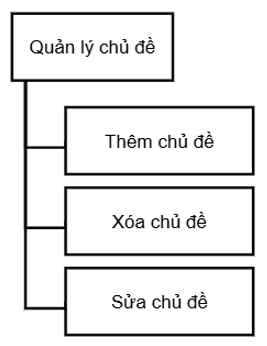 Quản lý chủ đề
Thêm chủ đề
Xóa chủ đề
Sửa chủ đề